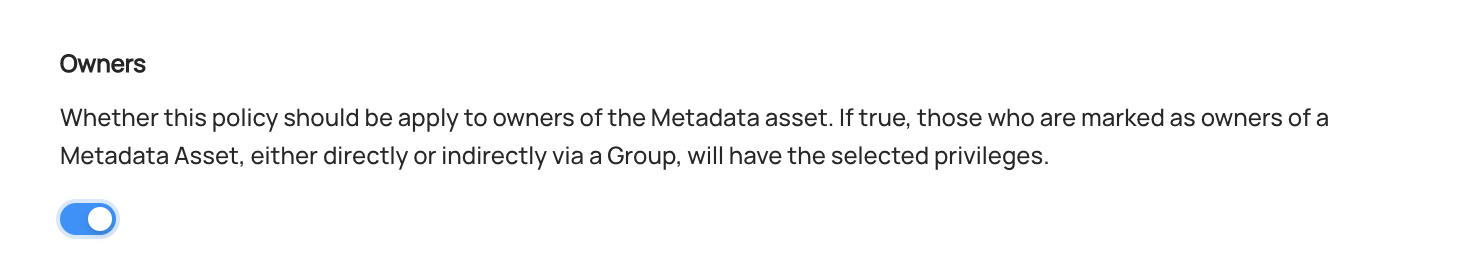 Owners
Whether this policy should be apply to owners of the Metadata asset. If true, those who are marked as owners of a
Metadata Asset, either directly or indirectly via a Group, will have the selected privileges.